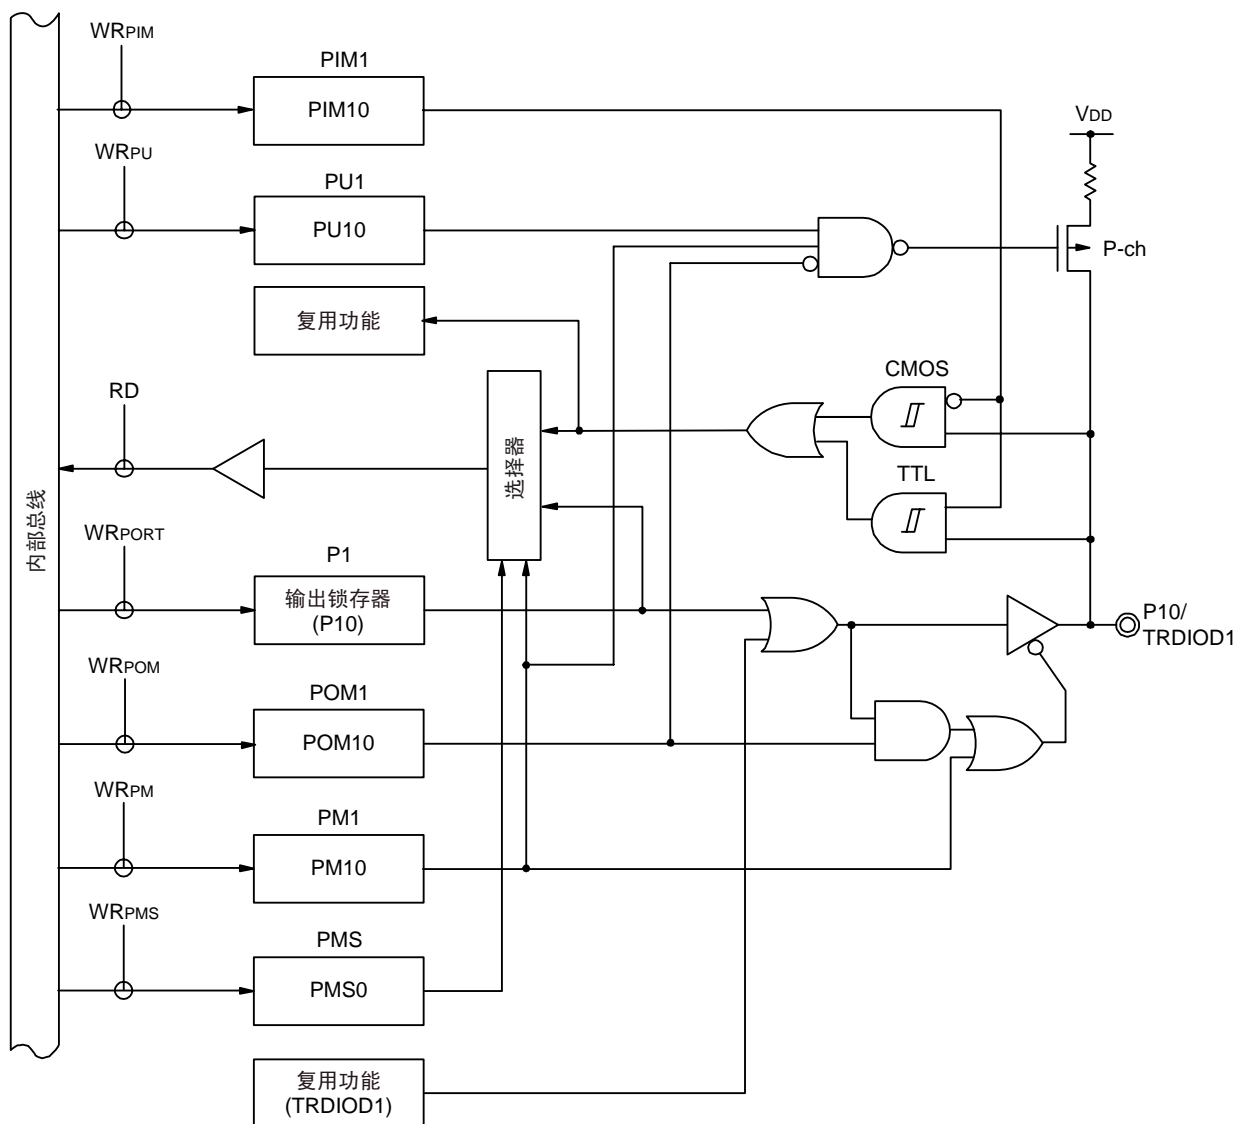 WRPIM
PIM1
PIM10
VDD
WRPU
PU1
PU10
P-ch
复用功能
CMOS
RD
选择器
TTL
内部总线
WRPORT
P1
输出锁存器
(P10)
P10/
TRDIOD1
WRPOM
POM1
POM10
WRPM
PM1
PM10
WRPMS
PMS
PMS0
复用功能
(TRDIOD1)